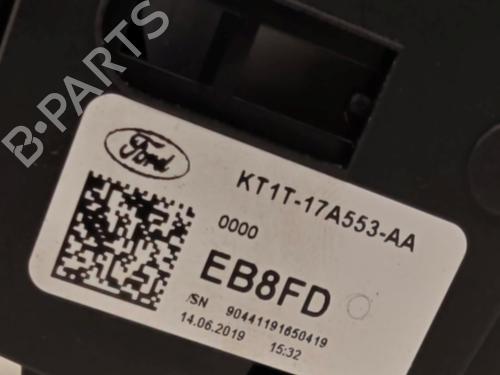 B-PARTS
Ford
KT1T-17A553-AA
0000
EB8FD
/SN 90441191650419
14.06.2019 15:32